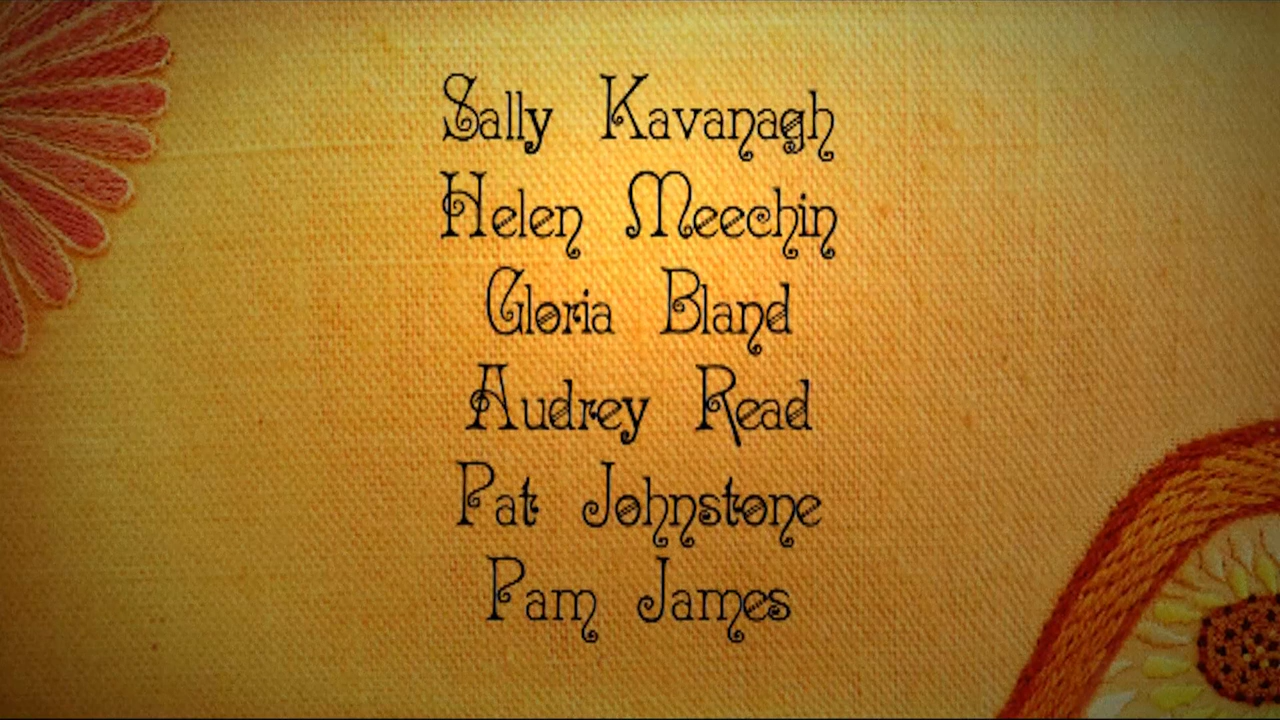 Sally Kavanagh
Helen Meechin
Gloria Bland
Audrey Read
Pat Johnstone
Pam James